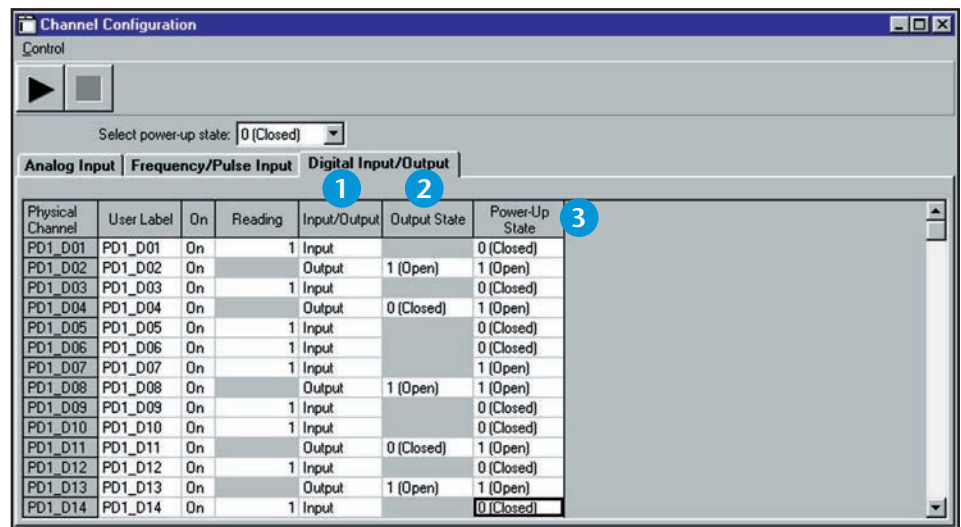 Channel Configuration
Control
Select power-up state: 0 (Closed)
Analog Input Frequency/Pulse Input Digital Input/Output
1 2 3
Physical Channel User Label On Reading Input/Output Output State Power-Up State
PD1_D01 PD1_D01 On 1 Input 0 (Closed)
PD1_D02 PD1_D02 On Output 1 (Open) 1 (Open)
PD1_D03 PD1_D03 On 1 Input 0 (Closed)
PD1_D04 PD1_D04 On Output 0 (Closed) 1 (Open)
PD1_D05 PD1_D05 On 1 Input 0 (Closed)
PD1_D06 PD1_D06 On 1 Input 0 (Closed)
PD1_D07 PD1_D07 On 1 Input 1 (Open)
PD1_D08 PD1_D08 On Output 1 (Open) 1 (Open)
PD1_D09 PD1_D09 On 1 Input 0 (Closed)
PD1_D10 PD1_D10 On 1 Input 0 (Closed)
PD1_D11 PD1_D11 On Output 0 (Closed) 1 (Open)
PD1_D12 PD1_D12 On 1 Input 0 (Closed)
PD1_D13 PD1_D13 On Output 1 (Open) 1 (Open)
PD1_D14 PD1_D14 On 1 Input 0 (Closed)